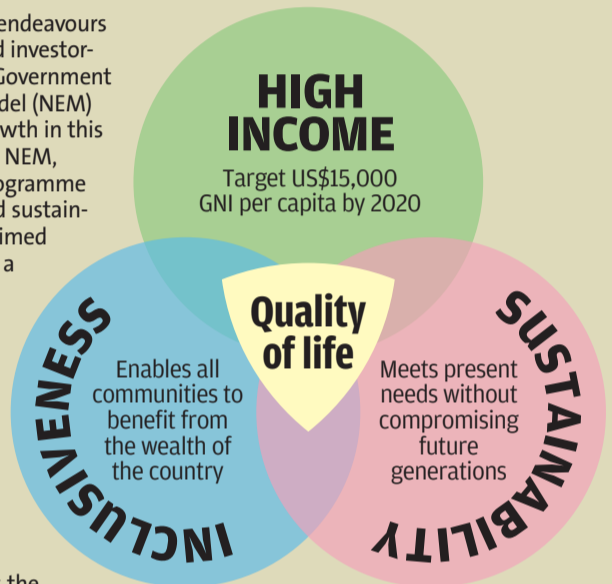 endeavours
d investor-
Government
del (NEM)
wth in this
NEM,
ogramme
d sustain-
imed
a
HIGH
INCOME
Target US$15,000
GNI per capita by 2020
Quality
of life
INCLUSIVENESS
Enables all
communities to
benefit from
the wealth of
the country
SUSTAINABILITY
Meets present
needs without
compromising
future
generations
the